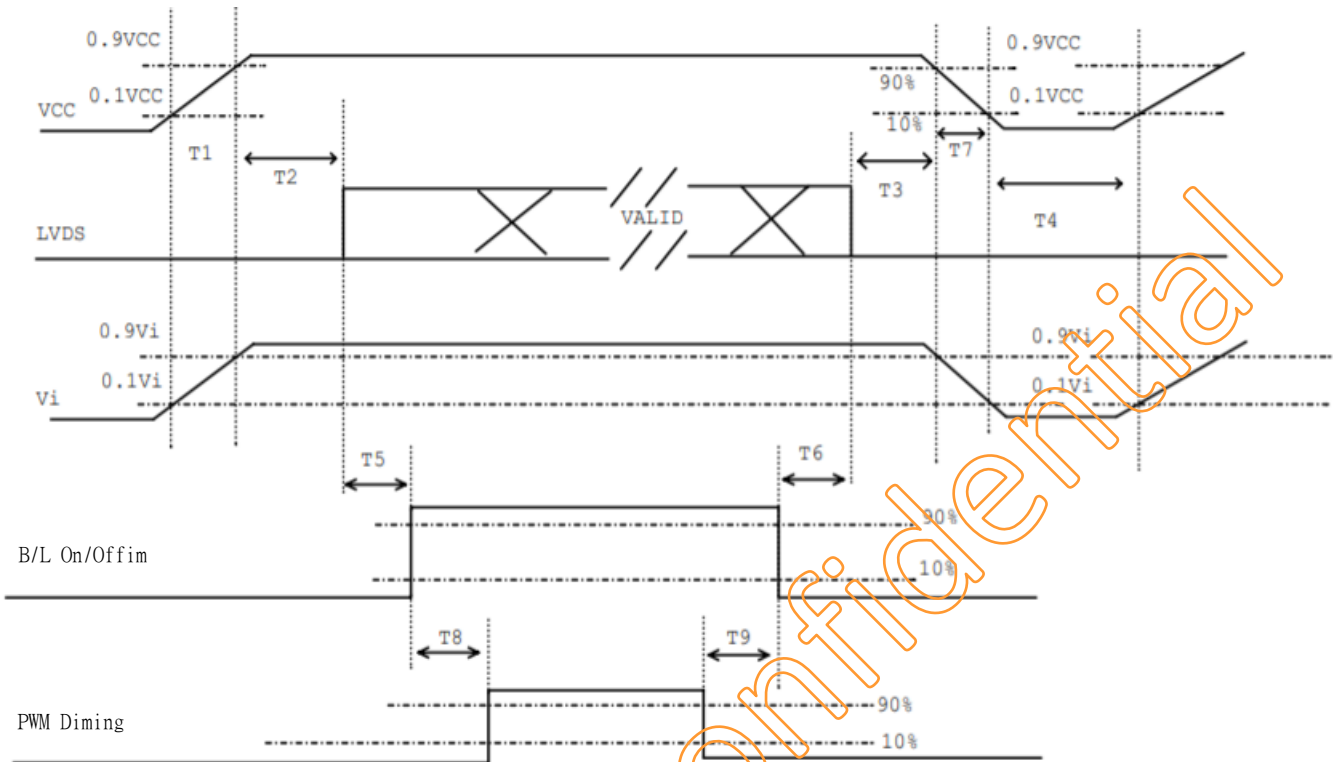 0.9VCC
0.9VCC
90%
VCC
0.1VCC
0.1VCC
10%
T1
T7
T2
T3
VALID
T4
LVDS
0.9Vi
0.9Vi
0.1Vi
0.1Vi
Vi
T5
T6
90%
B/L On/Offim
10%
T8
T9
90%
PWM Diming
10%
onfidential